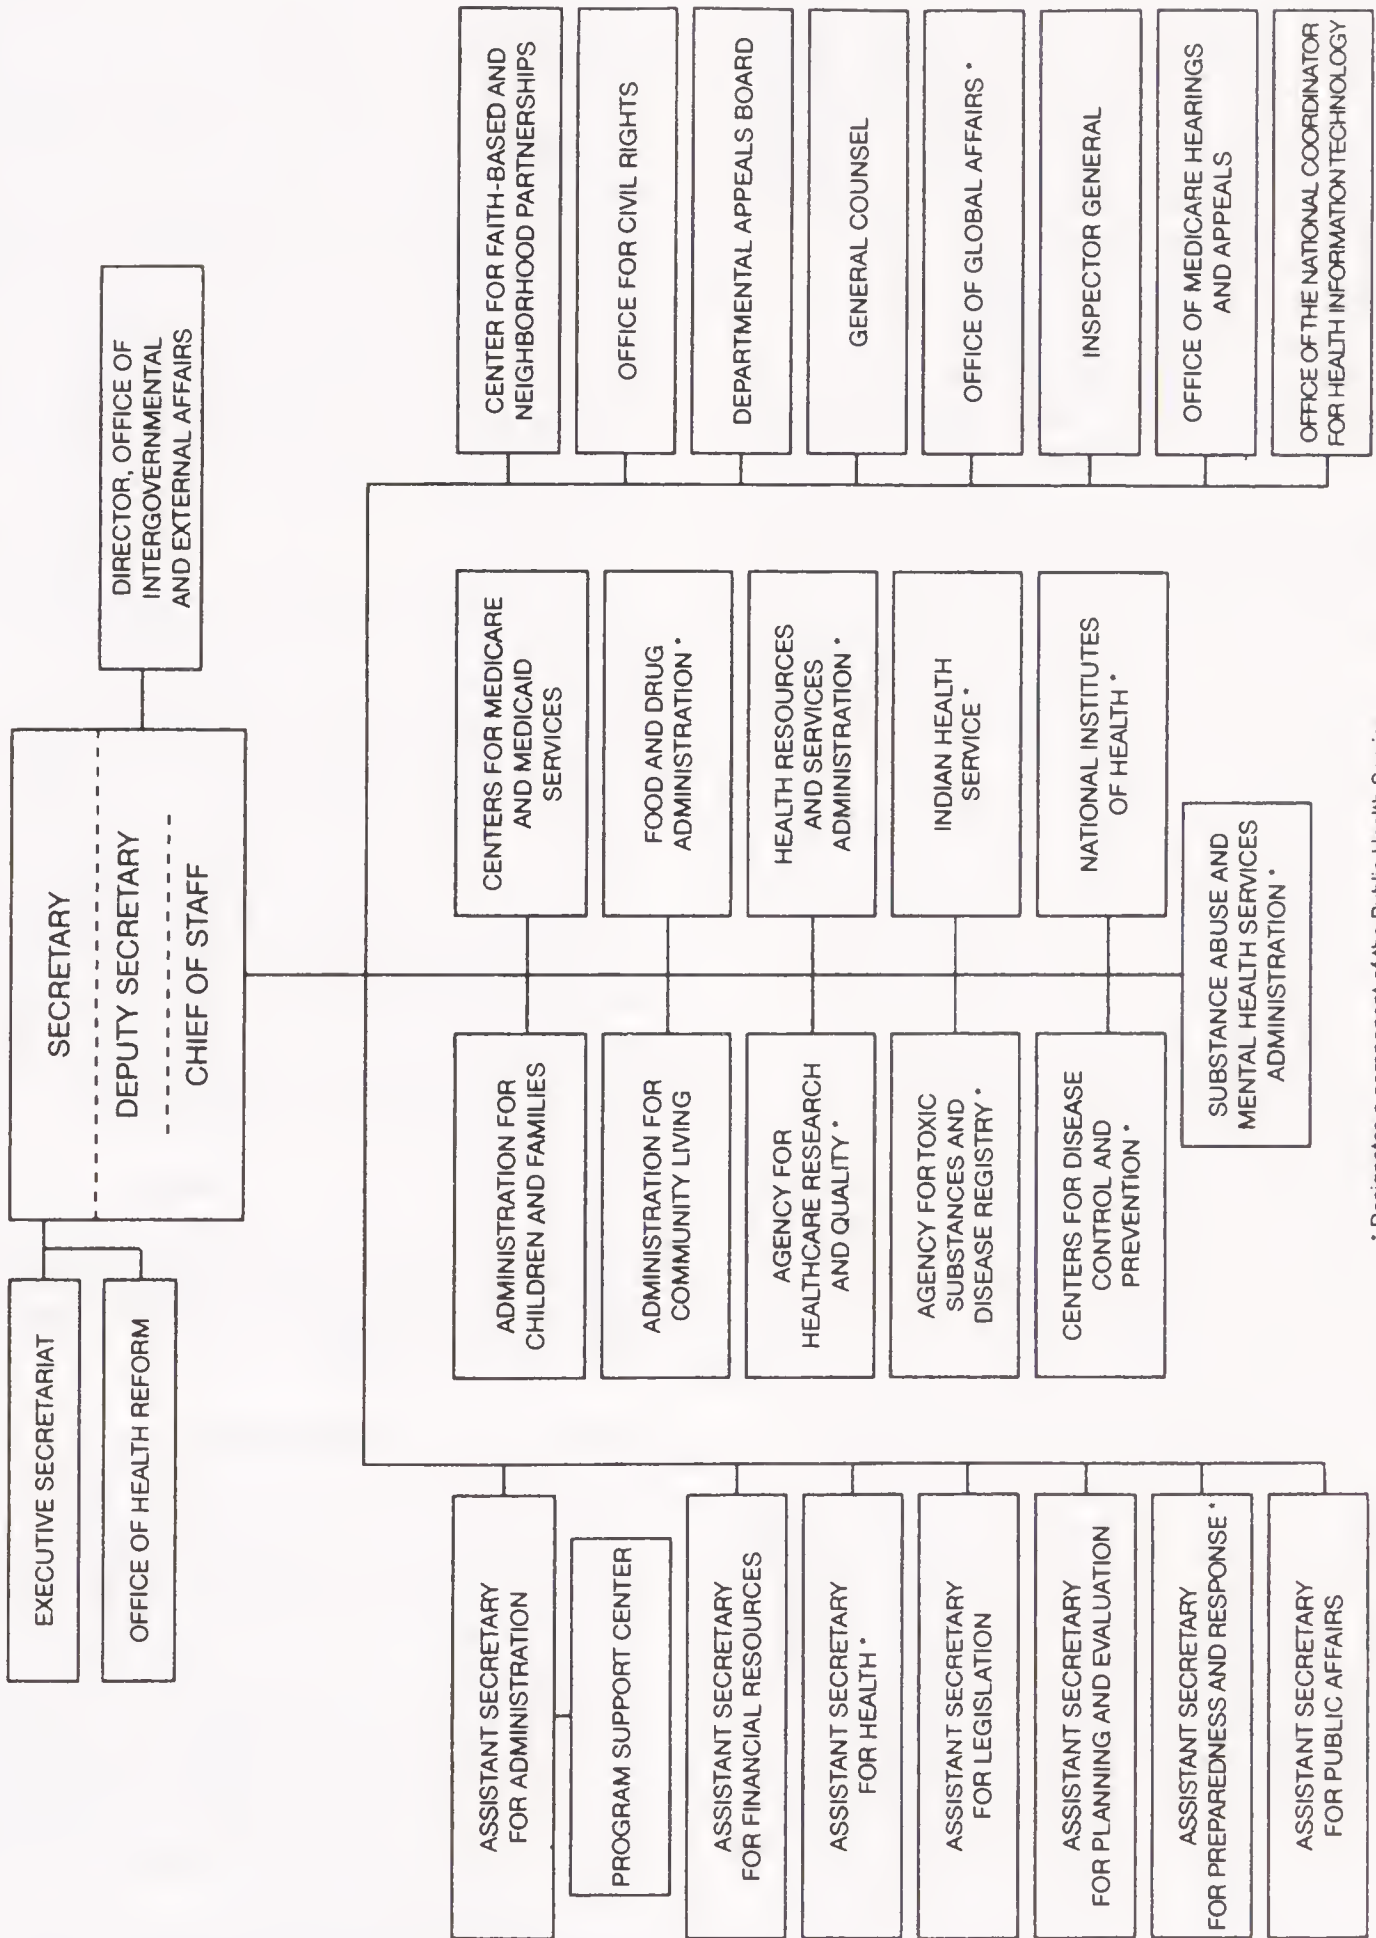 SECRETARY
DEPUTY SECRETARY
CHIEF OF STAFF
EXECUTIVE SECRETARIAT
OFFICE OF HEALTH REFORM
DIRECTOR, OFFICE OF
INTERGOVERNMENTAL
AND EXTERNAL AFFAIRS
ASSISTANT SECRETARY
FOR ADMINISTRATION
PROGRAM SUPPORT CENTER
ASSISTANT SECRETARY
FOR FINANCIAL RESOURCES
ASSISTANT SECRETARY
FOR HEALTH *
ASSISTANT SECRETARY
FOR LEGISLATION
ASSISTANT SECRETARY
FOR PLANNING AND EVALUATION
ASSISTANT SECRETARY
FOR PREPAREDNESS AND RESPONSE *
ASSISTANT SECRETARY
FOR PUBLIC AFFAIRS
ADMINISTRATION FOR
CHILDREN AND FAMILIES
ADMINISTRATION FOR
COMMUNITY LIVING
AGENCY FOR
HEALTHCARE RESEARCH
AND QUALITY *
AGENCY FOR TOXIC
SUBSTANCES AND
DISEASE REGISTRY *
CENTERS FOR DISEASE
CONTROL AND
PREVENTION *
CENTERS FOR MEDICARE
AND MEDICAID
SERVICES
FOOD AND DRUG
ADMINISTRATION *
HEALTH RESOURCES
AND SERVICES
ADMINISTRATION *
INDIAN HEALTH
SERVICE *
NATIONAL INSTITUTES
OF HEALTH *
SUBSTANCE ABUSE AND
MENTAL HEALTH SERVICES
ADMINISTRATION *
CENTER FOR FAITH-BASED AND
NEIGHBORHOOD PARTNERSHIPS
OFFICE FOR CIVIL RIGHTS
DEPARTMENTAL APPEALS BOARD
GENERAL COUNSEL
OFFICE OF GLOBAL AFFAIRS *
INSPECTOR GENERAL
OFFICE OF MEDICARE HEARINGS
AND APPEALS
OFFICE OF THE NATIONAL COORDINATOR
FOR HEALTH INFORMATION TECHNOLOGY